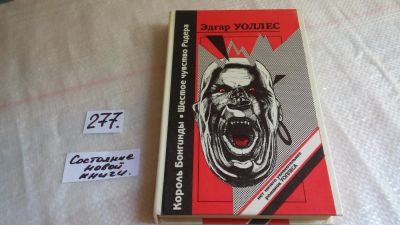 Эдгар УОЛЛЕС
Король Бонгинды • Шестое чувство Ридера
277.
Состояние
новой
книги.